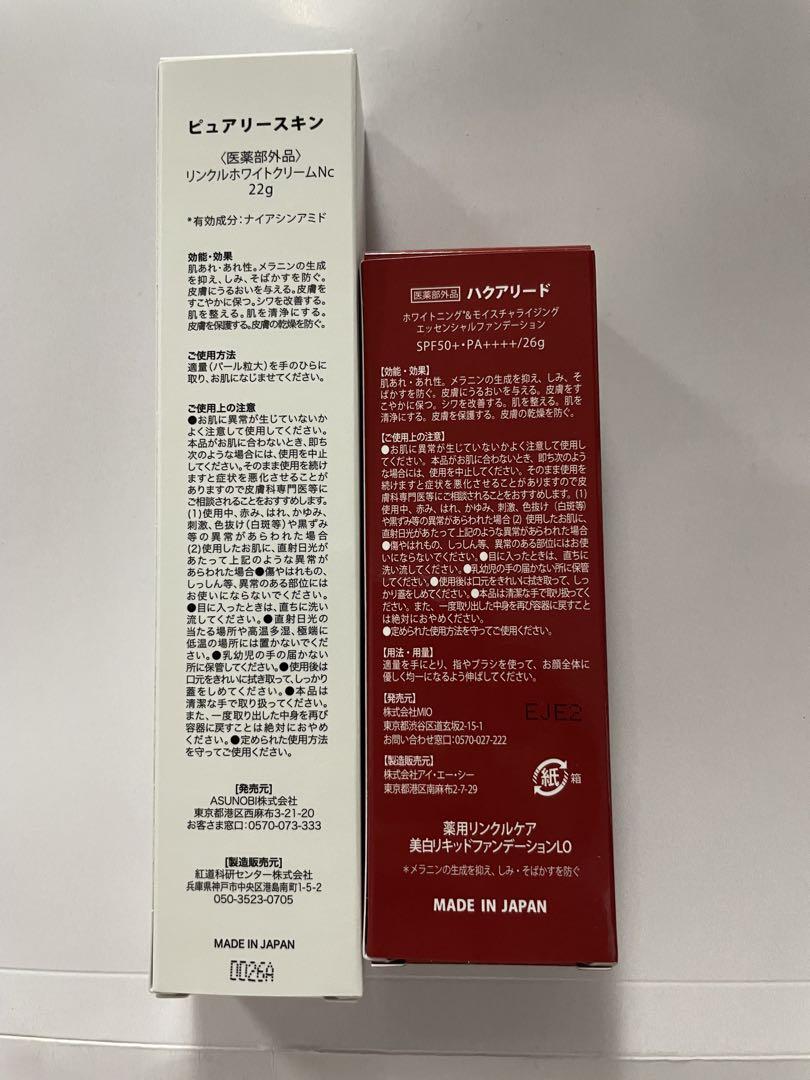 ピュアリースキン
〈医薬部外品〉
リンクルホワイトクリームNc
22g
*有効成分:ナイアシンアミド
効能・効果
肌あれ・あれ性。メラニンの生成
を抑え、しみ、そばかすを防ぐ。
皮膚にうるおいを与える。皮膚を
すこやかに保つ。シワを改善する。
肌を整える。肌を清浄にする。
皮膚を保護する。皮膚の乾燥を防ぐ。
ご使用方法
適量(パール粒大)を手のひらに
取り、お肌になじませてください。
ご使用上の注意
●お肌に異常が生じていないか
よく注意して使用してください。
本品がお肌に合わないとき、即ち
次のような場合には、使用を中止
してください。そのまま使用を続け
ますと症状を悪化させることが
ありますので皮膚科専門医等に
ご相談されることをおすすめします。
(1)使用中、赤み、はれ、かゆみ、
刺激、色抜け(白斑等)や黒ずみ
等の異常があらわれた場合
(2)使用したお肌に、直射日光が
あたって上記のような異常が
あらわれた場合●傷やはれもの、
しっしん等、異常のある部位には
お使いにならないでください。
●目に入ったときは、直ちに洗い
流してください。●直射日光の
当たる場所や高温多湿、極端に
低温の場所には置かないでくだ
さい。●乳幼児の手の届かない
所に保管してください。●使用後は
口元をきれいに拭き取って、しっかり
蓋をしめてください。●本品は
清潔な手で取り扱ってください。
また、一度取り出した中身を再び
容器に戻すことは絶対におやめ
ください。●定められた使用方法
を守ってご使用ください。
[発売元]
ASUNOBI株式会社
東京都港区西麻布3-21-20
お客さま窓口:0570-073-333
[製造販売元]
紅道科研センター株式会社
兵庫県神戸市中央区港島南町1-5-2
050-3523-0705
MADE IN JAPAN
DD26A
医薬部外品 ハクアリード
ホワイトニング*&モイスチャライジング
エッセンシャルファンデーション
SPF50+・PA++++/26g
【効能・効果】
肌あれ・あれ性。メラニンの生成を抑え、しみ、そ
ばかすを防ぐ。皮膚にうるおいを与える。皮膚をす
こやかに保つ。シワを改善する。肌を整える。肌を
清浄にする。皮膚を保護する。皮膚の乾燥を防ぐ。
【ご使用上の注意】
●お肌に異常が生じていないかよく注意して使用し
てください。本品がお肌に合わないとき、即ち次のよう
な場合には、使用を中止してください。そのまま使用を
続けますと症状を悪化させることがありますので皮
膚科専門医等にご相談されることをおすすめします。(1)
使用中、赤み、はれ、かゆみ、刺激、色抜け(白斑等)
や黒ずみ等の異常があらわれた場合(2) 使用したお肌に、
直射日光があたって上記のような異常があらわれた場合
●傷やはれもの、しっしん等、異常のある部位にはお使
いにならないでください。●目に入ったときは、直ちに
洗い流してください。●乳幼児の手の届かない所に保管
してください。●使用後は口元をきれいに拭き取って、しっ
かり蓋をしめてください。●本品は清潔な手で取り扱ってくだ
さい。また、一度取り出した中身を再び容器に戻すこと
は絶対におやめください。
●定められた使用方法を守ってご使用ください。
【用法・用量】
適量を手にとり、指やブラシを使って、お顔全体に
優しく均一になるよう伸ばしてください。
【発売元】
株式会社MIO
東京都渋谷区道玄坂2-15-1
お問い合わせ窓口:0570-027-222
EJE2
【製造販売元】
株式会社アイ・エー・シー
東京都港区南麻布2-7-29
紙 箱
薬用リンクルケア
美白リキッドファンデーションLO
*メラニンの生成を抑え、しみ・そばかすを防ぐ
MADE IN JAPAN